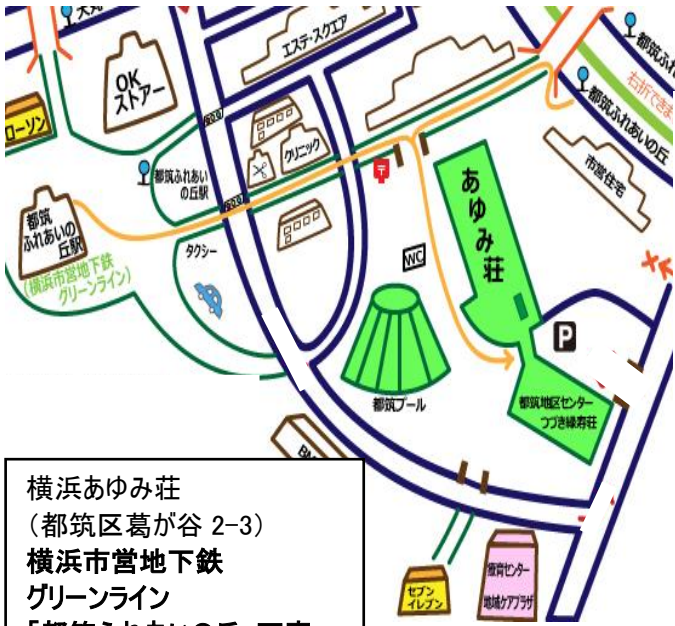 大丸
エステ・スクエア
OK
ストアー
ローソン
クリニック
都筑ふれあい
の丘駅
都筑
ふれあいの
丘駅
(横浜市営地下鉄
グリーンライン)
タクシー
〒
WC
あゆみ荘
都筑プール
P
都筑地区センター
つづき緑寿荘
市営住宅
都筑ふれあいの丘
都筑ふれ
右折できま
療育センター
地域ケアプラザ
セブン
イレブン
横浜あゆみ荘
(都筑区葛が谷 2-3)
横浜市営地下鉄
グリーンライン